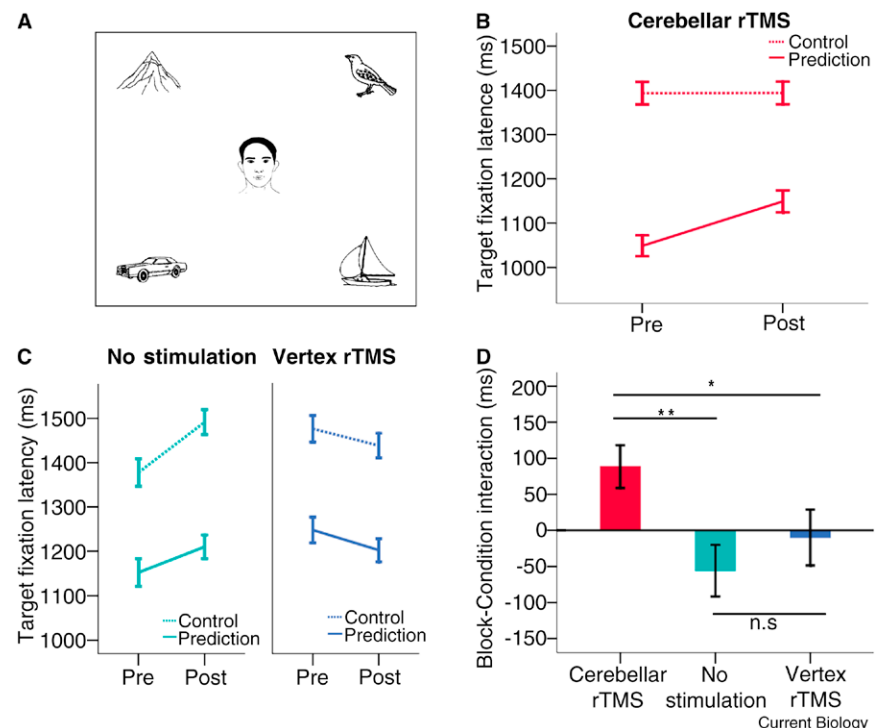 A
B
Cerebellar rTMS
Target fixation latence (ms)
1500
1400
1300
1200
1100
1000
Control
Prediction
Pre
Post
C
No stimulation
Vertex rTMS
Target fixation latency (ms)
1500
1400
1300
1200
1100
1000
Control
Prediction
Control
Prediction
Pre
Post
Pre
Post
D
Block-Condition interaction (ms)
200
150
100
50
0
-50
-100
-150
*
**
n.s
Cerebellar
rTMS
No
stimulation
Vertex
rTMS
Current Biology